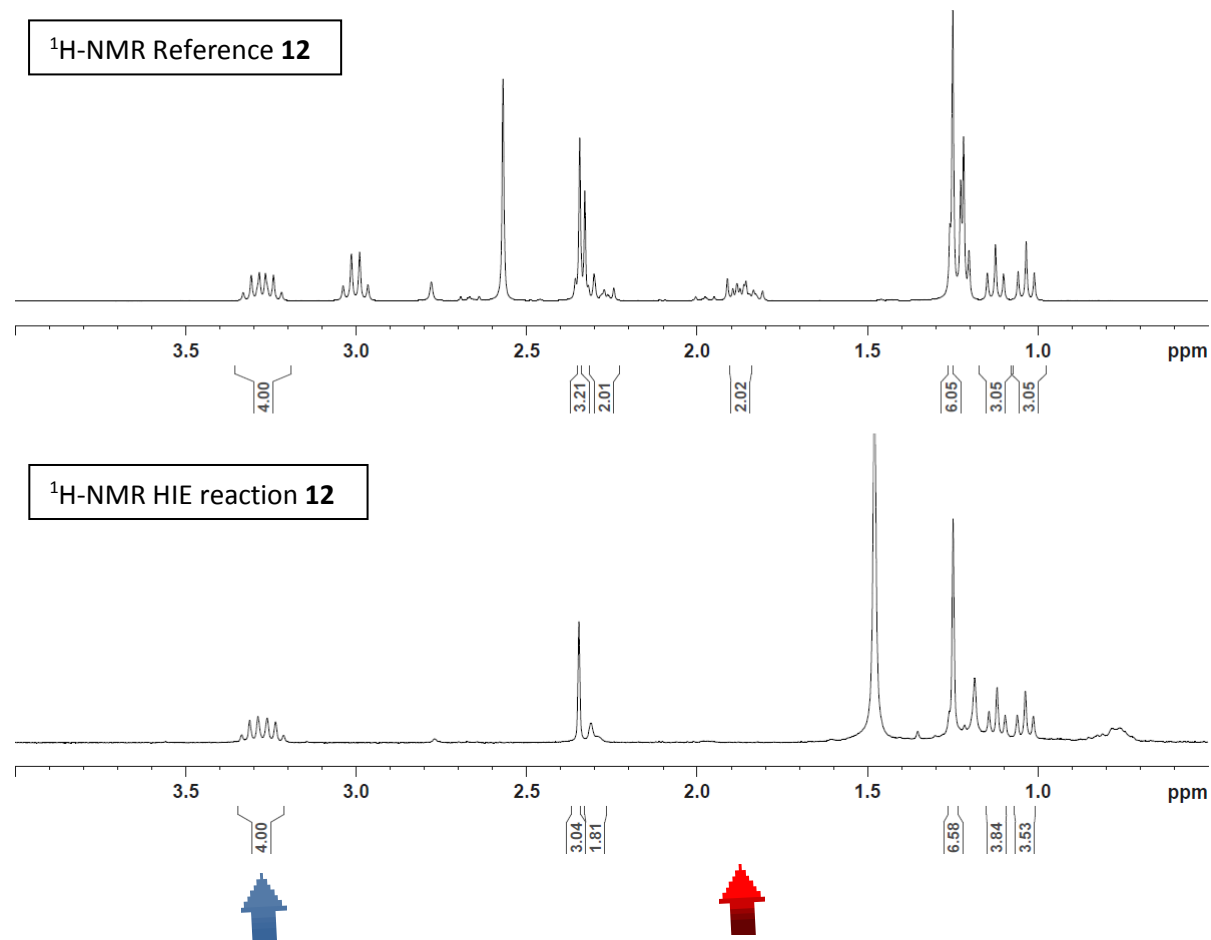 ¹H-NMR Reference 12
3.5 3.0 2.5 2.0 1.5 1.0 ppm
4.00 3.21 2.01 2.02 6.05 3.05 3.05
¹H-NMR HIE reaction 12
3.5 3.0 2.5 2.0 1.5 1.0 ppm
4.00 3.04 1.81 6.58 3.84 3.53